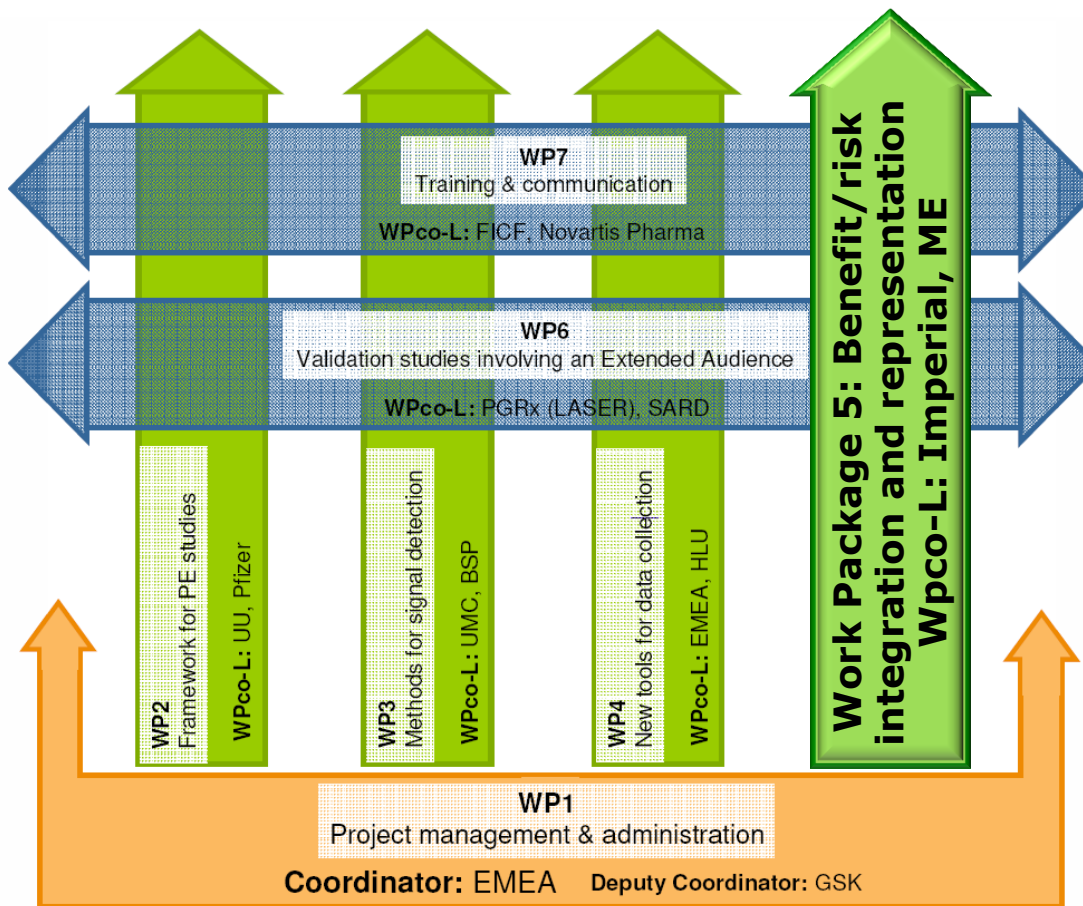 WP7
Training & communication
WPco-L: FICF, Novartis Pharma
WP6
Validation studies involving an Extended Audience
WPco-L: PGRx (LASER), SARD
WP2
Framework for PE studies
WPco-L: UU, Pfizer
WP3
Methods for signal detection
WPco-L: UMC, BSP
WP4
New tools for data collection
WPco-L: EMEA, HLU
Work Package 5: Benefit/risk
integration and representation
Wpco-L: Imperial, ME
WP1
Project management & administration
Coordinator: EMEA Deputy Coordinator: GSK